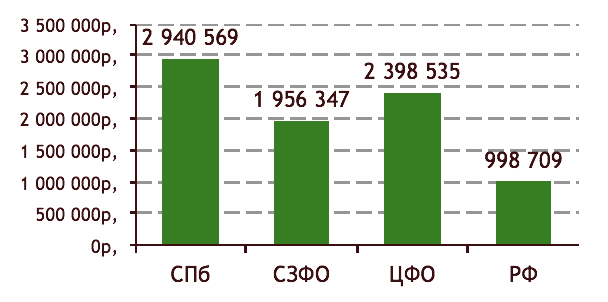 3 500 000р,
3 000 000р,
2 500 000р,
2 000 000р,
1 500 000р,
1 000 000р,
500 000р,
0р,
2 940 569
1 956 347
2 398 535
998 709
СПб
СЗФО
ЦФО
РФ